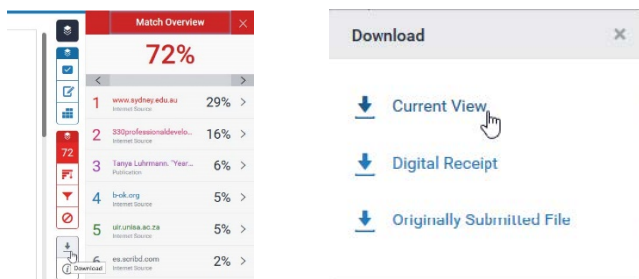 Match Overview
72%
1 www.sydney.edu.au 29%
Internet Source
2 330professionaldevelo... 16%
Internet Source
72
3 Tanya Luhrmann. "Year... 6%
Publication
4 b-ok.org 5%
Internet Source
5 uir.unisa.ac.za 5%
Internet Source
6 es.scribd.com 2%
Internet Source
Download
Download
Current View
Digital Receipt
Originally Submitted File